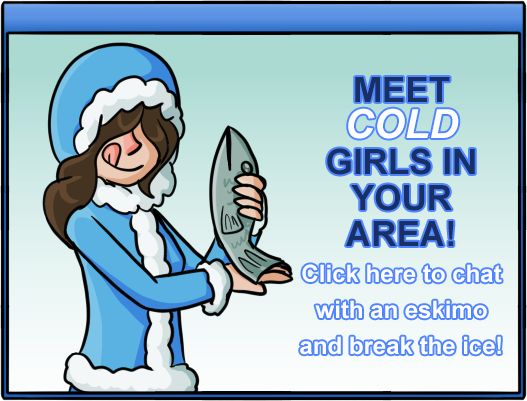 MEET
COLD
GIRLS IN
YOUR
AREA!
Click here to chat
with an eskimo
and break the ice!